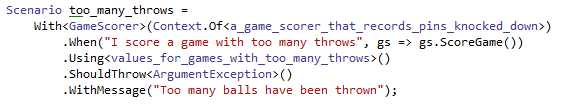 Scenario too_many_throws =
With<GameScorer>(Context.Of<a_game_scorer_that_records_pins_knocked_down>)
.When("I score a game with too many throws", gs => gs.ScoreGame())
.Using<values_for_games_with_too_many_throws>()
.ShouldThrow<ArgumentException>()
.WithMessage("Too many balls have been thrown");